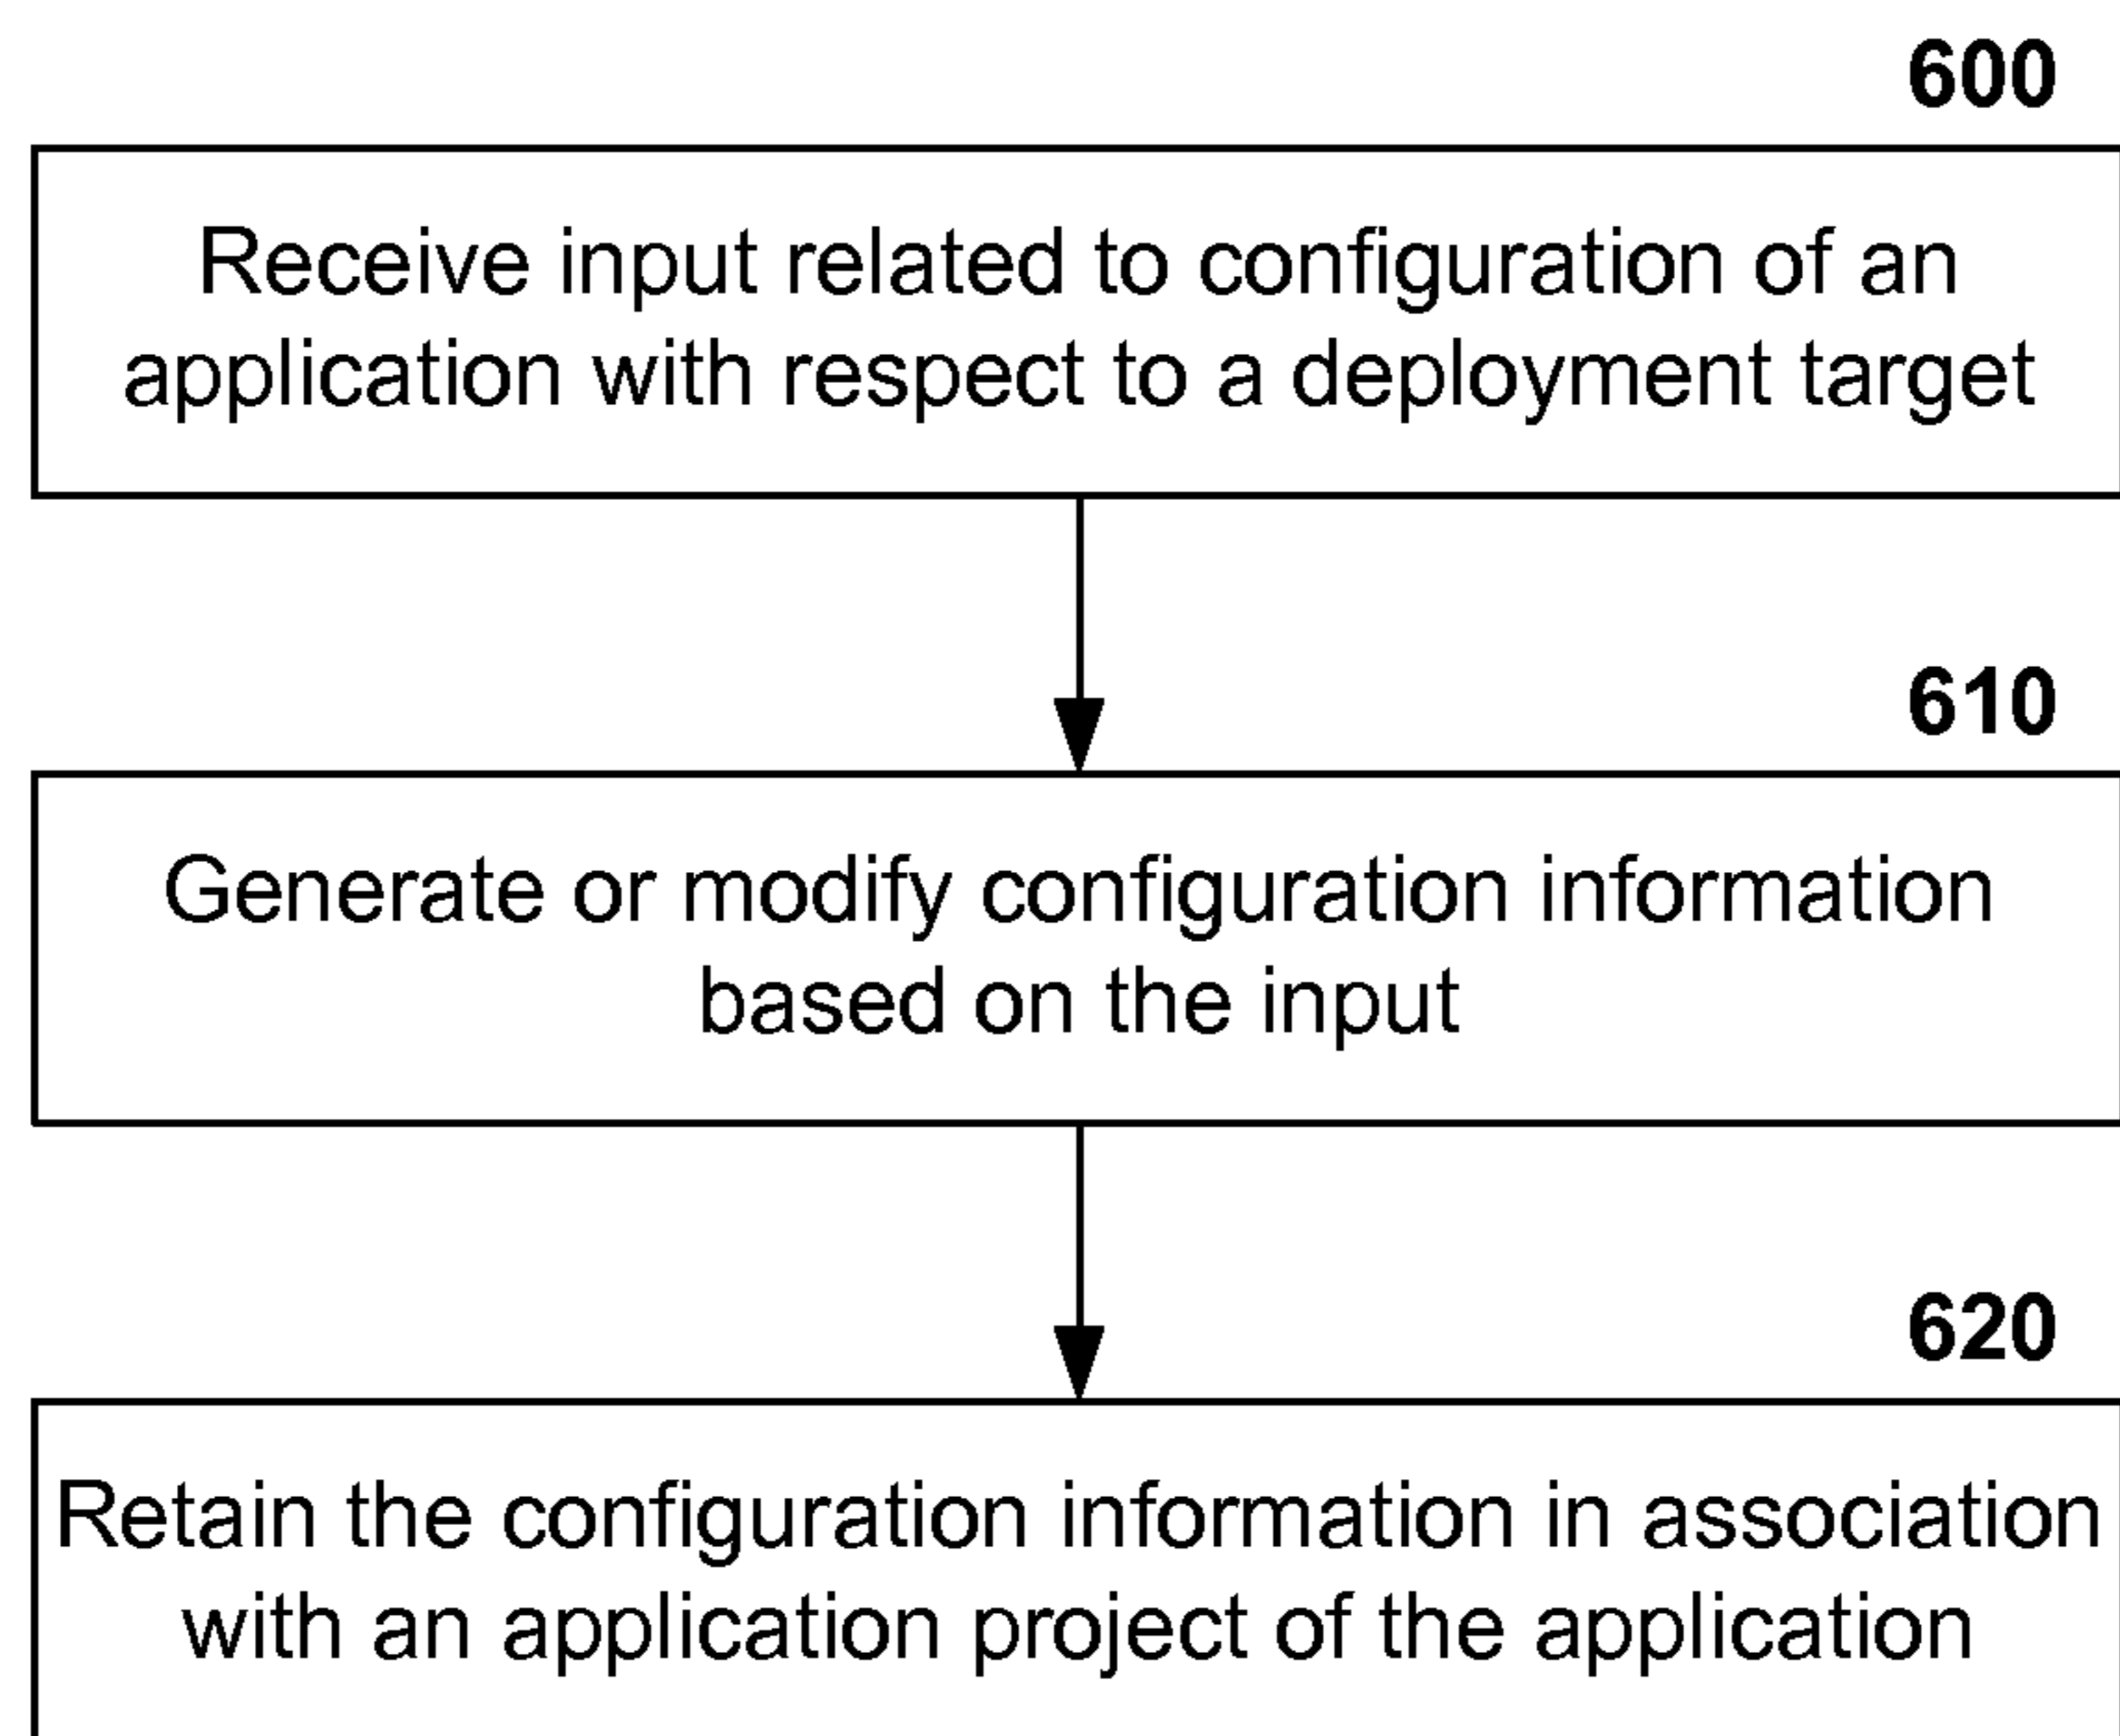 600
Receive input related to configuration of an
application with respect to a deployment target
610
Generate or modify configuration information
based on the input
620
Retain the configuration information in association
with an application project of the application